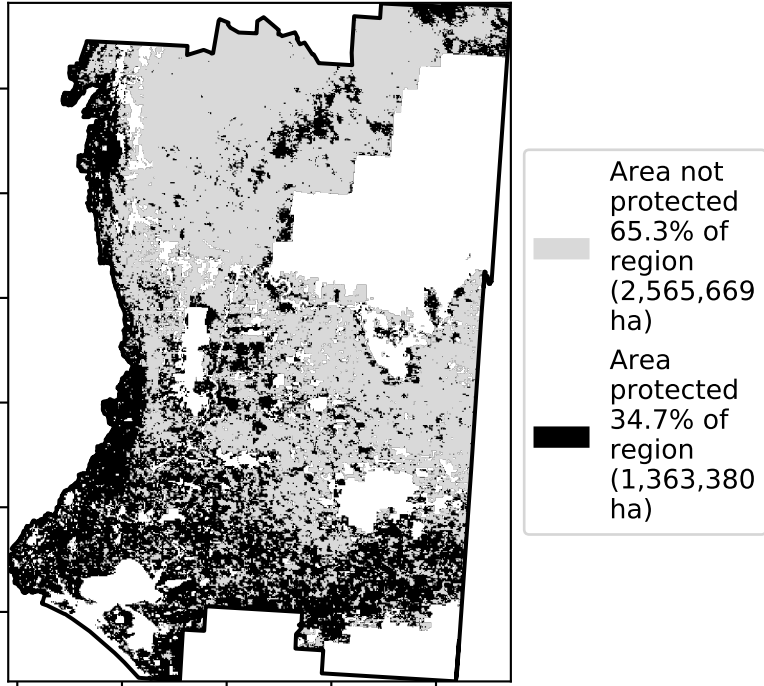 Area not
protected
65.3% of
region
(2,565,669
ha)
Area
protected
34.7% of
region
(1,363,380
ha)